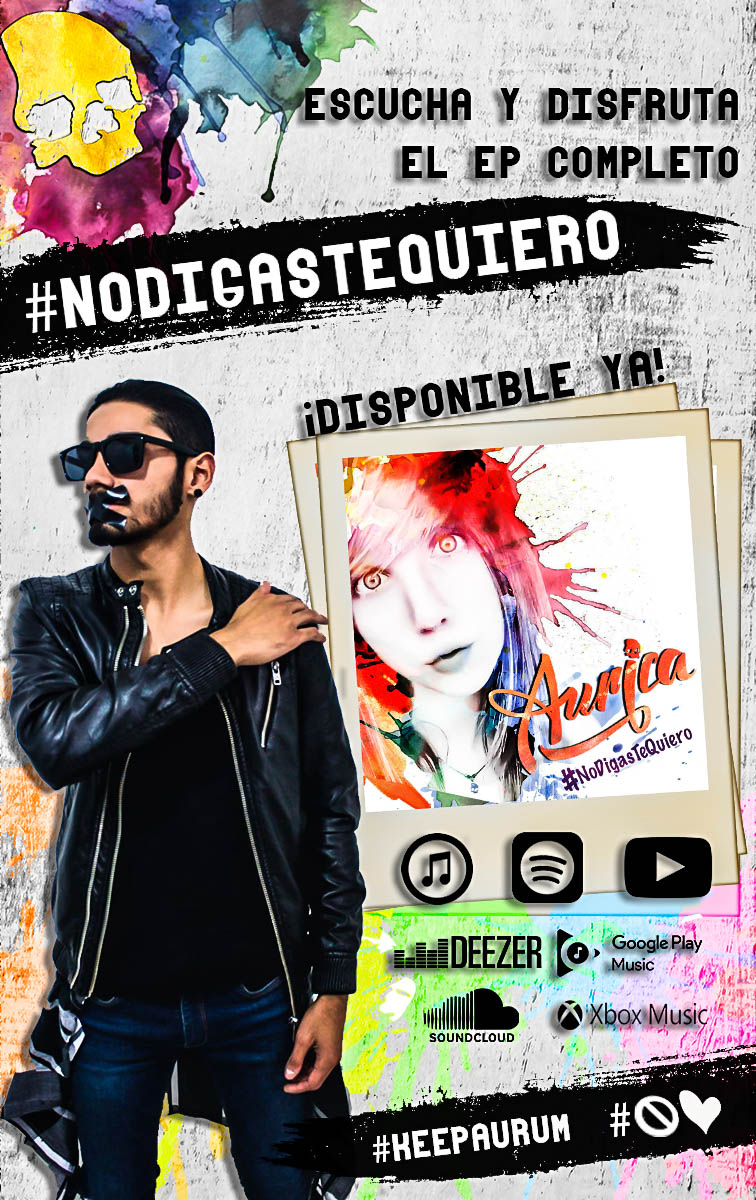 ESCUCHA Y DISFRUTA
EL EP COMPLETO
#NODIGASTEQUIERO
¡DISPONIBLE YA!
Aurica
#NoDigasTeQuiero
DEEZER
Google Play
Music
SOUNDCLOUD
Xbox Music
#KEEPAURUM #🚫♥